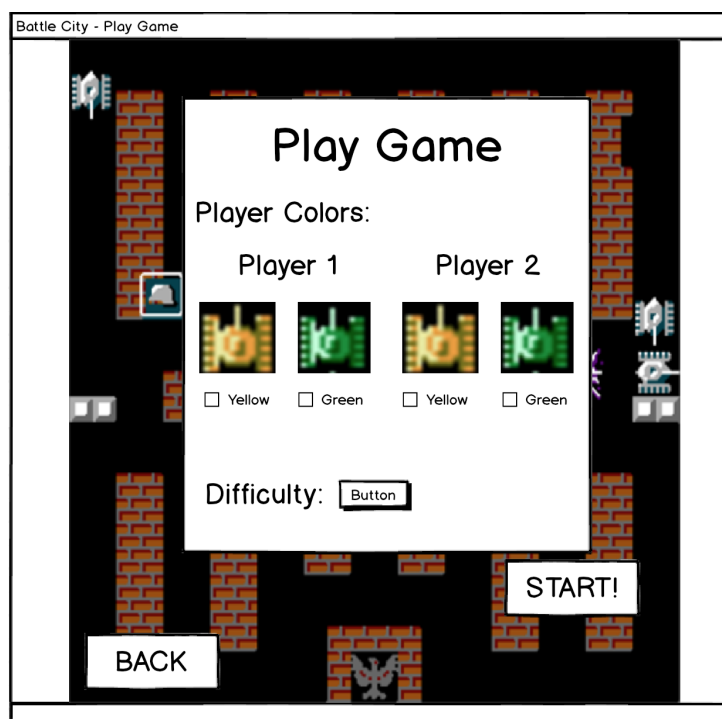 Battle City - Play Game
Play Game
Player Colors:
Player 1 Player 2
Yellow Green Yellow Green
Difficulty: Button
START!
BACK